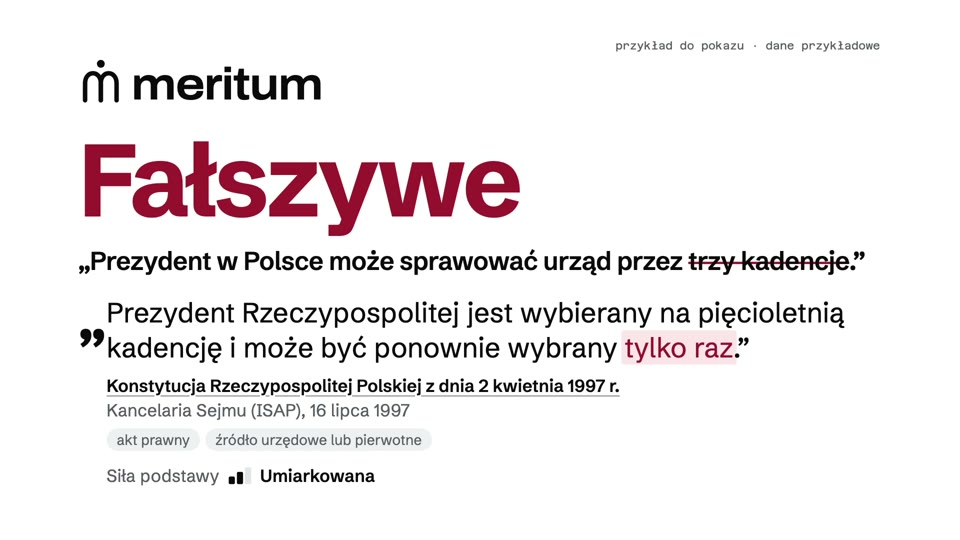 przykład do pokazu · dane przykładowe
meritum
Fałszywe
„Prezydent w Polsce może sprawować urząd przez trzy kadencje.”
Prezydent Rzeczypospolitej jest wybierany na pięcioletnią
”kadencję i może być ponownie wybrany tylko raz.”
Konstytucja Rzeczypospolitej Polskiej z dnia 2 kwietnia 1997 r.
Kancelaria Sejmu (ISAP), 16 lipca 1997
akt prawny źródło urzędowe lub pierwotne
Siła podstawy Umiarkowana